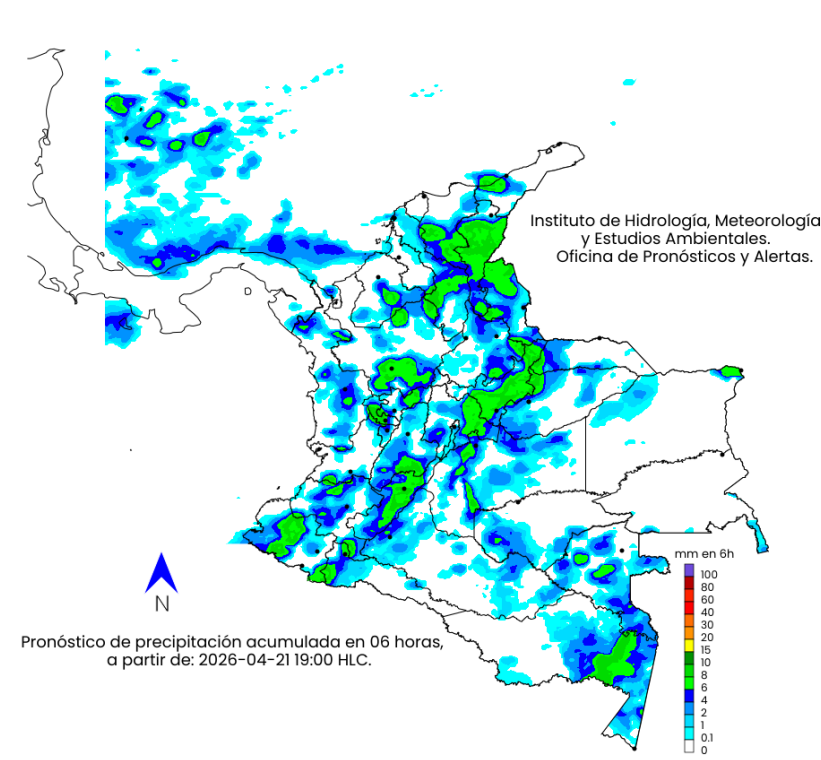 Instituto de Hidrología, Meteorología
y Estudios Ambientales.
Oficina de Pronósticos y Alertas.
mm en 6h
100
80
60
40
30
20
15
10
8
6
4
2
1
0.1
0
N
Pronóstico de precipitación acumulada en 06 horas,
a partir de: 2026-04-21 19:00 HLC.